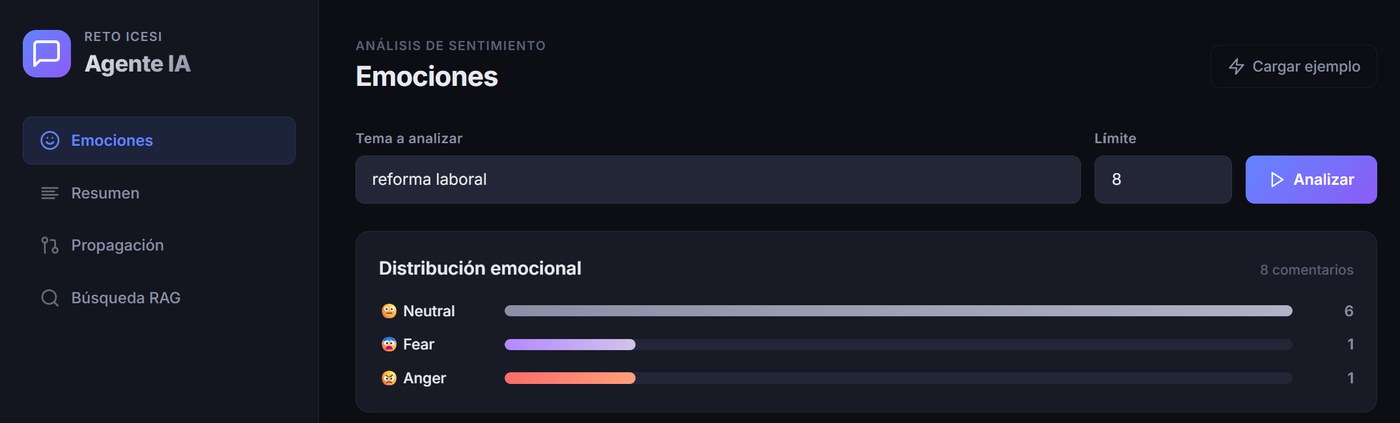 RETO ICESI
Agente IA
Emociones
Resumen
Propagación
Búsqueda RAG
ANÁLISIS DE SENTIMIENTO
Emociones
Cargar ejemplo
Tema a analizar
Límite
reforma laboral
8
Analizar
Distribución emocional
8 comentarios
Neutral 6
Fear 1
Anger 1